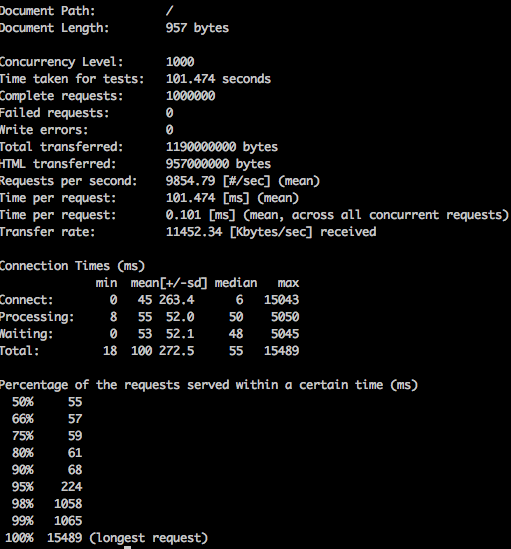 Document Path:          /
Document Length:        957 bytes
Concurrency Level:      1000
Time taken for tests:   101.474 seconds
Complete requests:      1000000
Failed requests:        0
Write errors:           0
Total transferred:      1190000000 bytes
HTML transferred:       957000000 bytes
Requests per second:    9854.79 [#/sec] (mean)
Time per request:       101.474 [ms] (mean)
Time per request:       0.101 [ms] (mean, across all concurrent requests)
Transfer rate:          11452.34 [Kbytes/sec] received
Connection Times (ms)
              min  mean[+/-sd] median   max
Connect:        0   45 263.4      6   15043
Processing:     8   55  52.0     50    5050
Waiting:        0   53  52.1     48    5045
Total:         18  100 272.5     55   15489
Percentage of the requests served within a certain time (ms)
  50%     55
  66%     57
  75%     59
  80%     61
  90%     68
  95%    224
  98%   1058
  99%   1065
 100%  15489 (longest request)